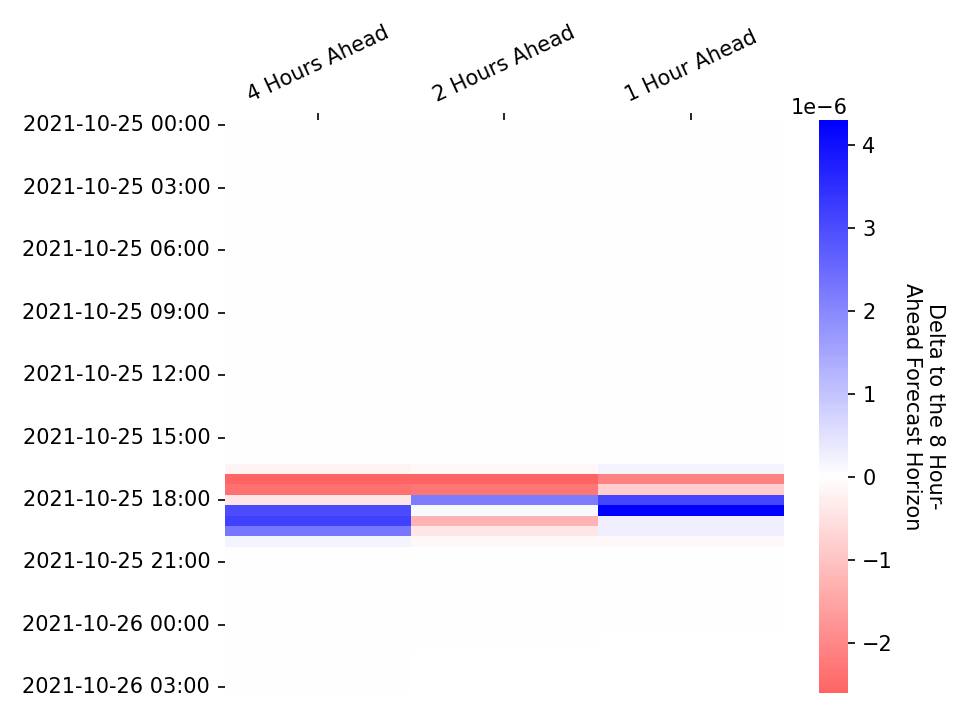 4 Hours Ahead
2 Hours Ahead
1 Hour Ahead
1e−6
2021-10-25 00:00
2021-10-25 03:00
2021-10-25 06:00
2021-10-25 09:00
2021-10-25 12:00
2021-10-25 15:00
2021-10-25 18:00
2021-10-25 21:00
2021-10-26 00:00
2021-10-26 03:00
4
3
2
1
0
−1
−2
Delta to the 8 Hour-
Ahead Forecast Horizon